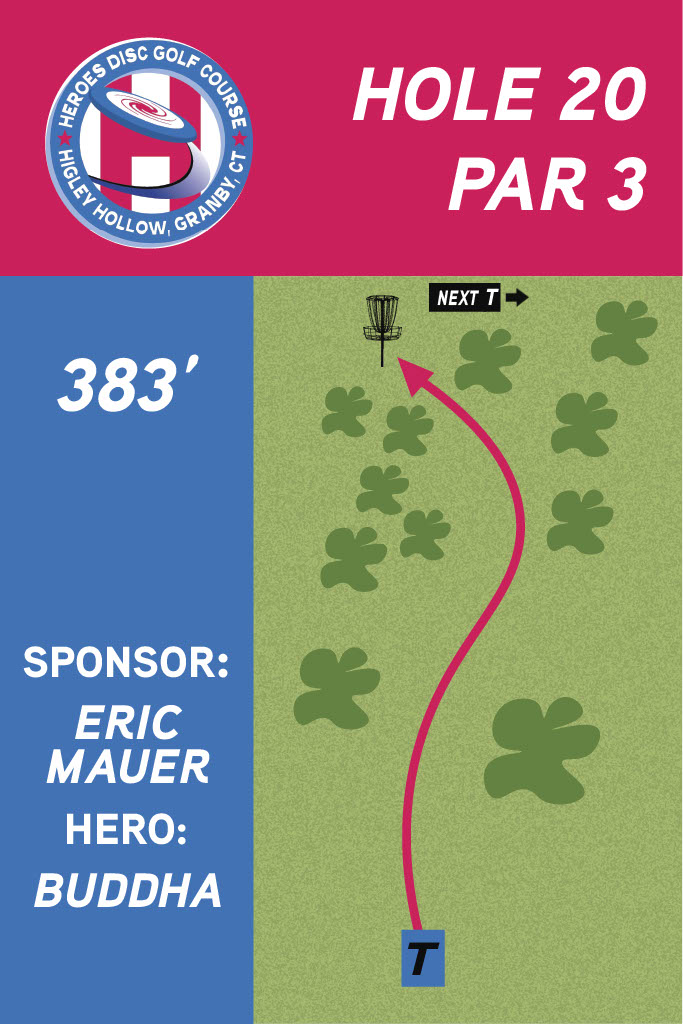 HEROES DISC GOLF COURSE
HIGLEY HOLLOW, GRANBY, CT
H
HOLE 20
PAR 3
NEXT T
383’
SPONSOR:
ERIC
MAUER
HERO:
BUDDHA
T